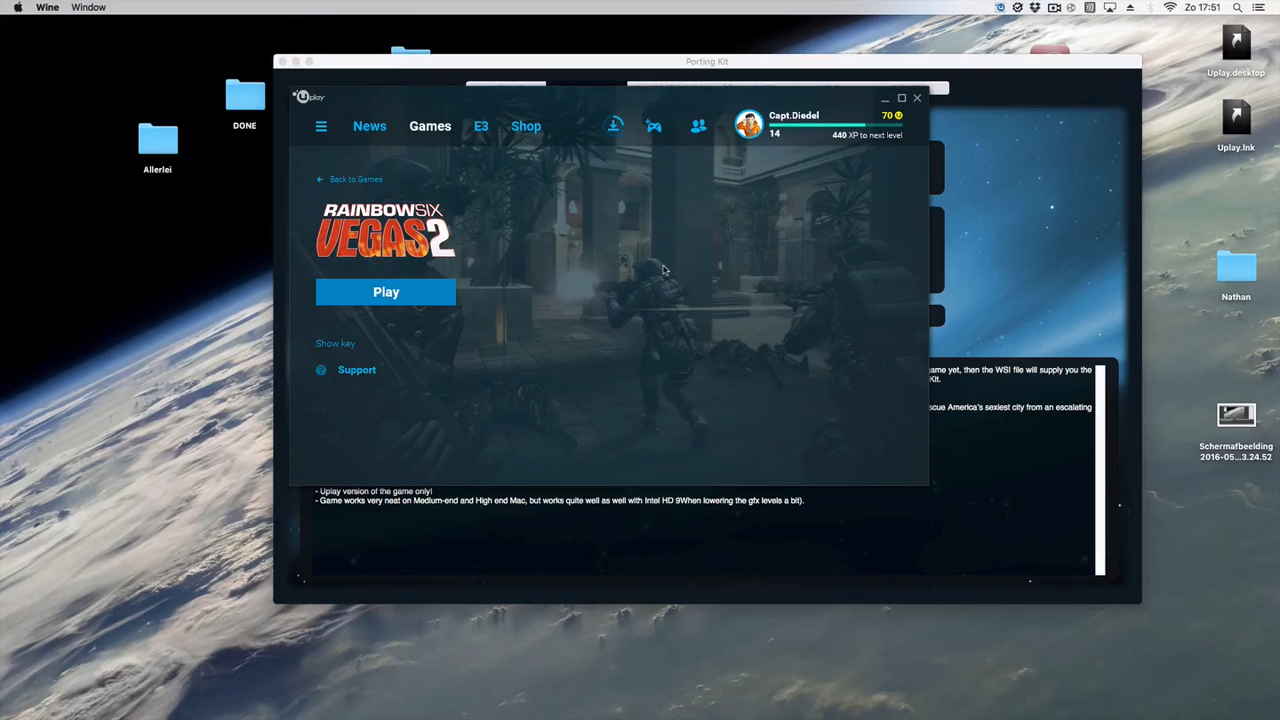 Wine Window
Zo 17:51
Porting Kit
Uplay.desktop
DONE
uplay
News Games E3 Shop
Capt.Diedel 70
14 440 XP to next level
Uplay.lnk
Allerlei
Back to Games
RAINBOWSIX
VEGAS2
Play
Nathan
Show key
Support
game yet, then the WSI file will supply you the
Kit.
scue America's sexiest city from an escalating
Schermafbeelding
2016-05...3.24.52
- Uplay version of the game only!
- Game works very neat on Medium-end and High end Mac, but works quite well as well with Intel HD 9When lowering the gfx levels a bit).